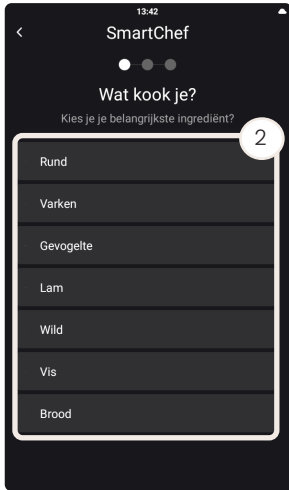 13:42
SmartChef
Wat kook je?
Kies je je belangrijkste ingrediënt?
2
Rund
Varken
Gevogelte
Lam
Wild
Vis
Brood